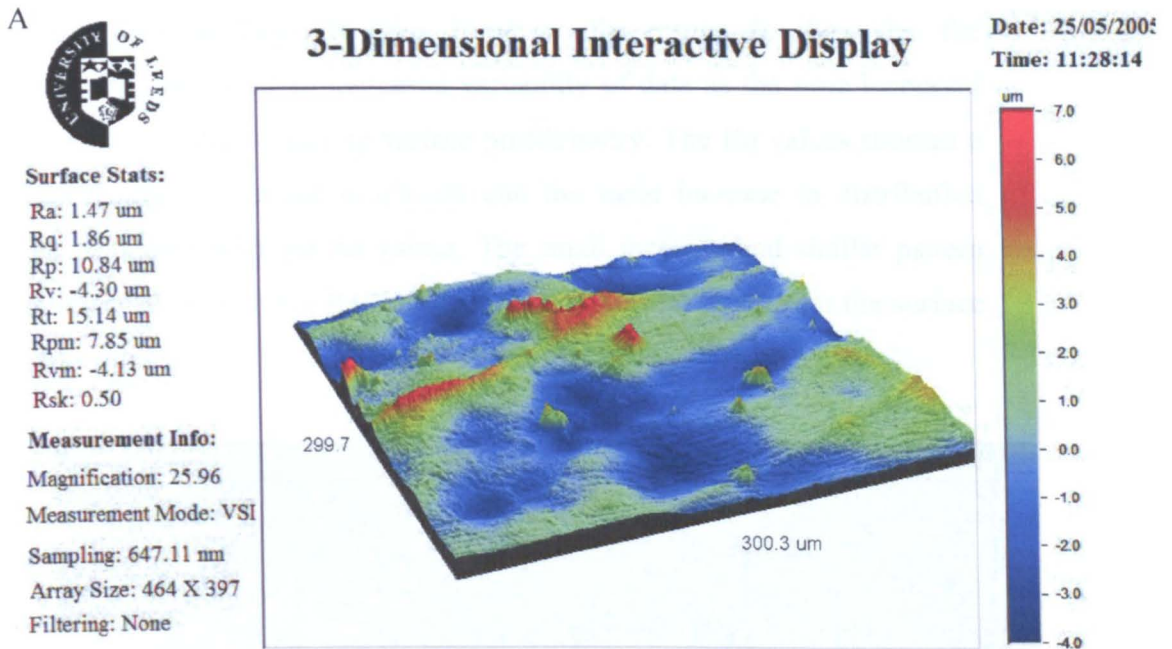 A
UNIVERSITY OF LEEDS
3-Dimensional Interactive Display
Date: 25/05/2005
Time: 11:28:14
Surface Stats:
Ra: 1.47 um
Rq: 1.86 um
Rp: 10.84 um
Rv: -4.30 um
Rt: 15.14 um
Rpm: 7.85 um
Rvm: -4.13 um
Rsk: 0.50
Measurement Info:
Magnification: 25.96
Measurement Mode: VSI
Sampling: 647.11 nm
Array Size: 464 X 397
Filtering: None
299.7
300.3 um
um
7.0
6.0
5.0
4.0
3.0
2.0
1.0
0.0
-1.0
-2.0
-3.0
-4.0